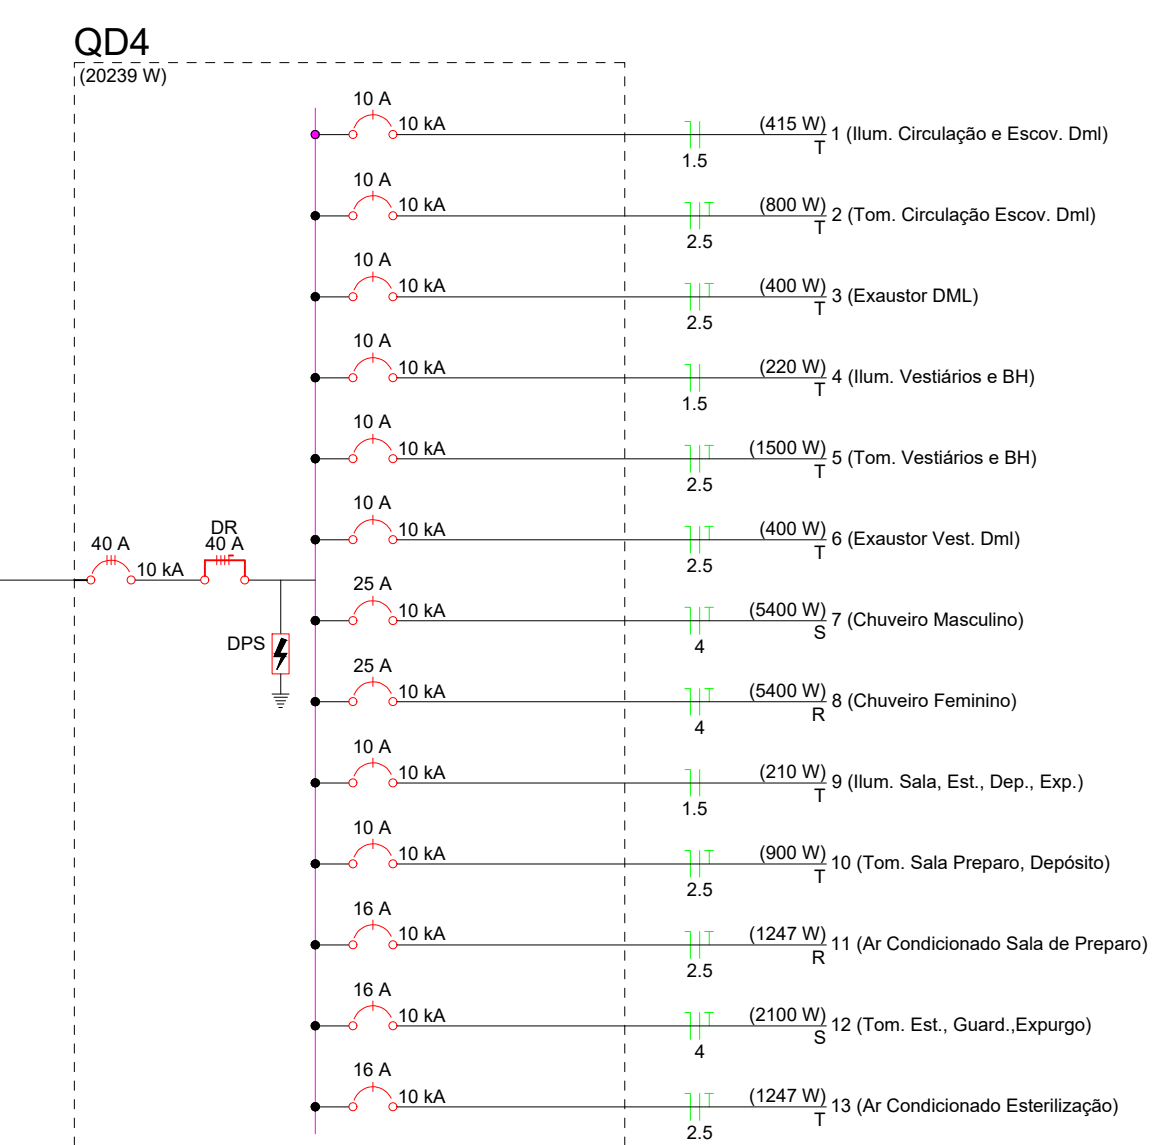 QD4
(20239 W)
10 A
10 kA
(415 W)
1 (Ilum. Circulação e Escov. Dml)
T
1.5
10 A
10 kA
(800 W)
2 (Tom. Circulação Escov. Dml)
T
2.5
10 A
10 kA
(400 W)
3 (Exaustor DML)
T
2.5
10 A
10 kA
(220 W)
4 (Ilum. Vestiários e BH)
T
1.5
10 A
10 kA
(1500 W)
5 (Tom. Vestiários e BH)
T
2.5
10 A
10 kA
(400 W)
6 (Exaustor Vest. Dml)
T
2.5
40 A
10 kA
DR
40 A
DPS
25 A
10 kA
(5400 W)
7 (Chuveiro Masculino)
S
4
25 A
10 kA
(5400 W)
8 (Chuveiro Feminino)
R
4
10 A
10 kA
(210 W)
9 (Ilum. Sala, Est., Dep., Exp.)
T
1.5
10 A
10 kA
(900 W)
10 (Tom. Sala Preparo, Depósito)
T
2.5
16 A
10 kA
(1247 W)
11 (Ar Condicionado Sala de Preparo)
R
2.5
16 A
10 kA
(2100 W)
12 (Tom. Est., Guard.,Expurgo)
S
4
16 A
10 kA
(1247 W)
13 (Ar Condicionado Esterilização)
T
2.5